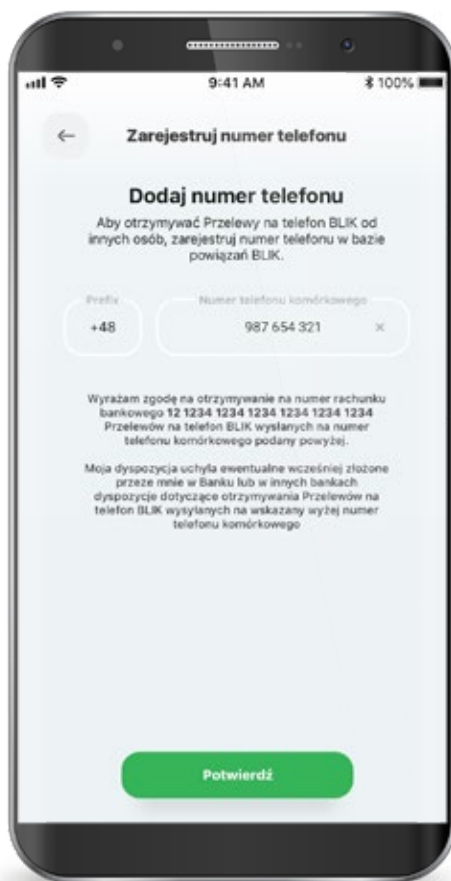 9:41 AM
100%
Zarejestruj numer telefonu
Dodaj numer telefonu
Aby otrzymywać Przelewy na telefon BLIK od
innych osób, zarejestruj numer telefonu w bazie
powiązań BLIK.
Prefix
Numer telefonu komórkowego
+48
987 654 321
Wyrażam zgodę na otrzymywanie na numer rachunku
bankowego 12 1234 1234 1234 1234 1234 1234
Przelewów na telefon BLIK wysłanych na numer
telefonu komórkowego podany powyżej.
Moja dyspozycja uchyla ewentualne wcześniej złożone
przeze mnie w Banku lub w innych bankach
dyspozycje dotyczące otrzymywania Przelewów na
telefon BLIK wysyłanych na wskazany wyżej numer
telefonu komórkowego
Potwierdź